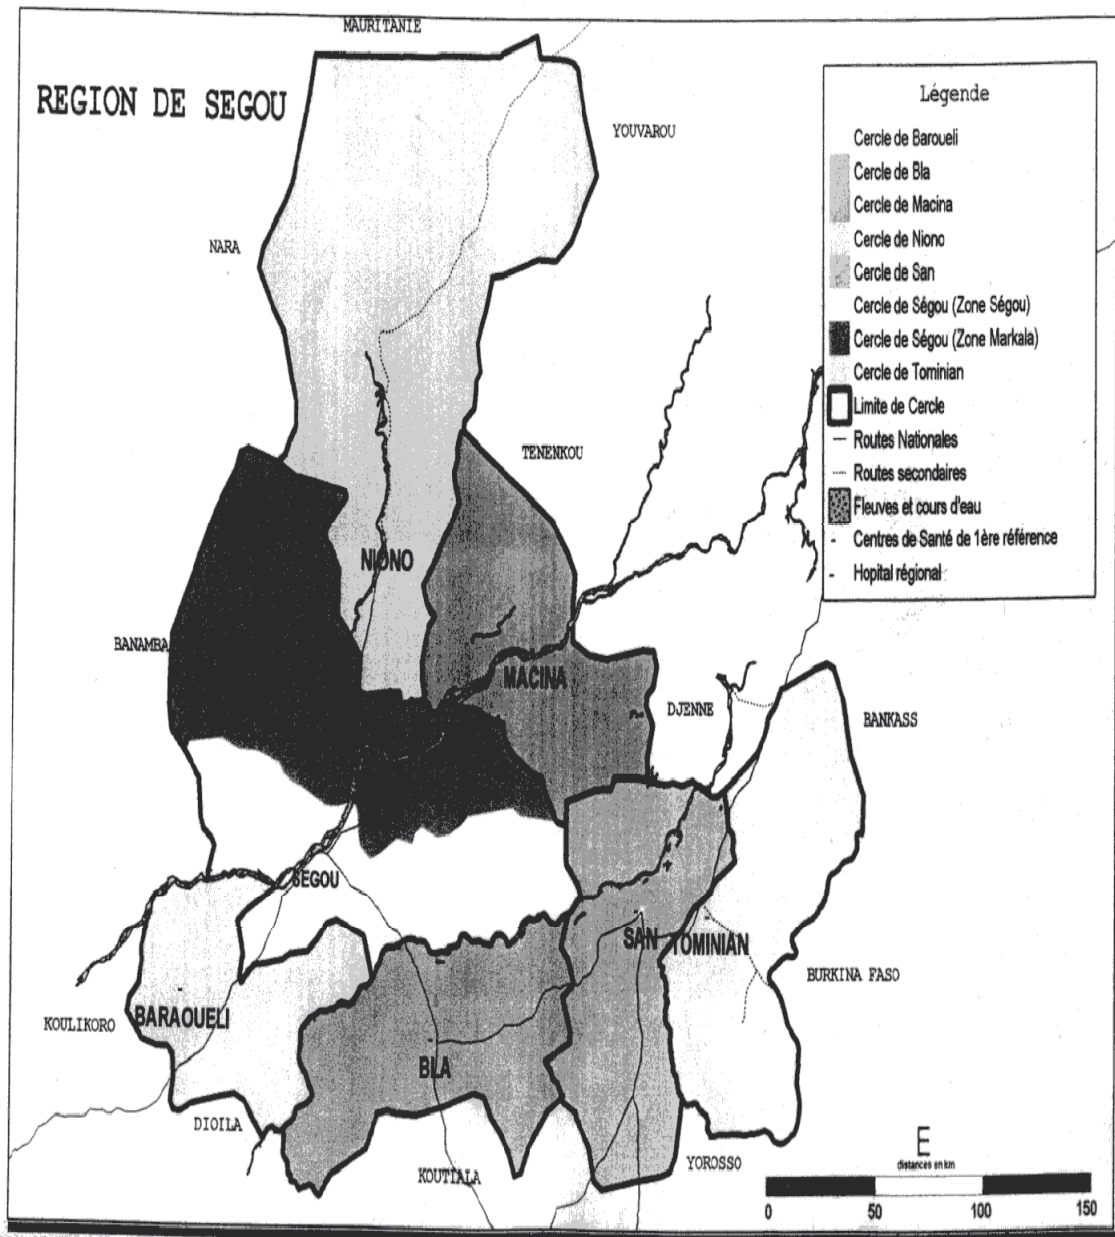 MAURITANIE
REGION DE SEGOU
YOUVAROU
NARA
TENENKOU
NIONO
BANAMBA
MACINA
DJENNE
BANKASS
SEGOU
SAN
TOMINIAN
BURKINA FASO
KOULIKORO
BARAOUELI
BLA
DIOILA
KOUTIALA
YOROSSO
Légende
Cercle de Baroueli
Cercle de Bla
Cercle de Macina
Cercle de Niono
Cercle de San
Cercle de Ségou (Zone Ségou)
Cercle de Ségou (Zone Markala)
Cercle de Tominian
Limite de Cercle
Routes Nationales
Routes secondaires
Fleuves et cours d'eau
Centres de Santé de 1ère référence
Hopital régional
E
distances en km
0 50 100 150